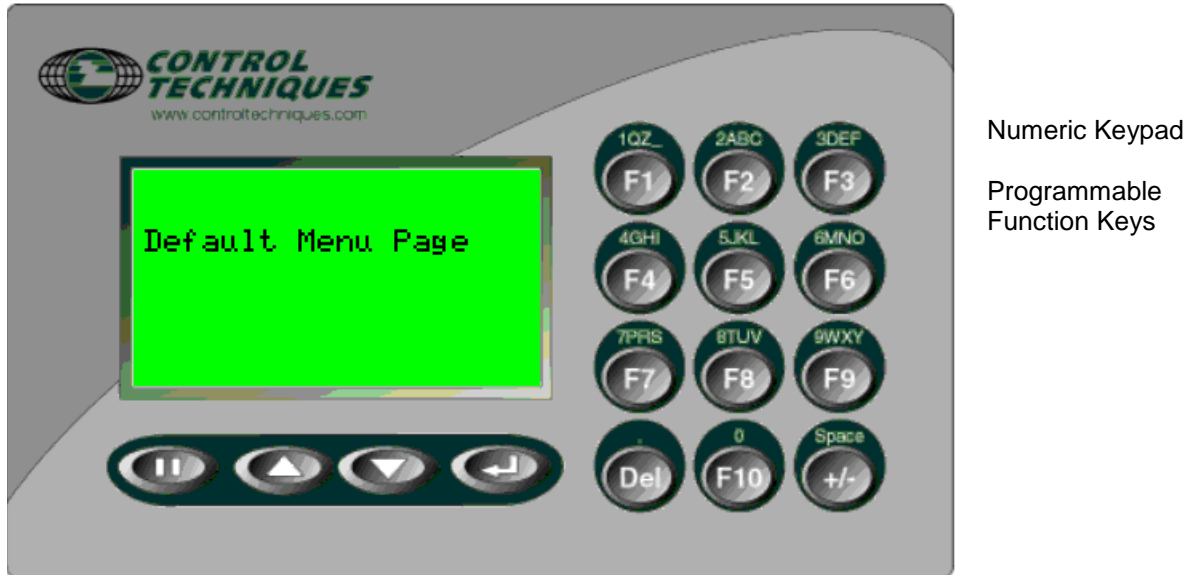 CONTROL
TECHNIQUES
www.controltechniques.com
Default Menu Page
1QZ_ 2ABC 3DEF
F1 F2 F3
4GHI 5JKL 6MNO
F4 F5 F6
7PRS 8TUV 9WXY
F7 F8 F9
. 0 Space
Del F10 +/-
Numeric Keypad
Programmable
Function Keys